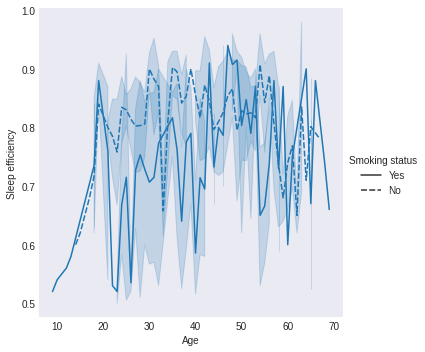 1.0
0.9
0.8
0.7
0.6
0.5
Sleep efficiency
10 20 30 40 50 60 70
Age
Smoking status
Yes
No